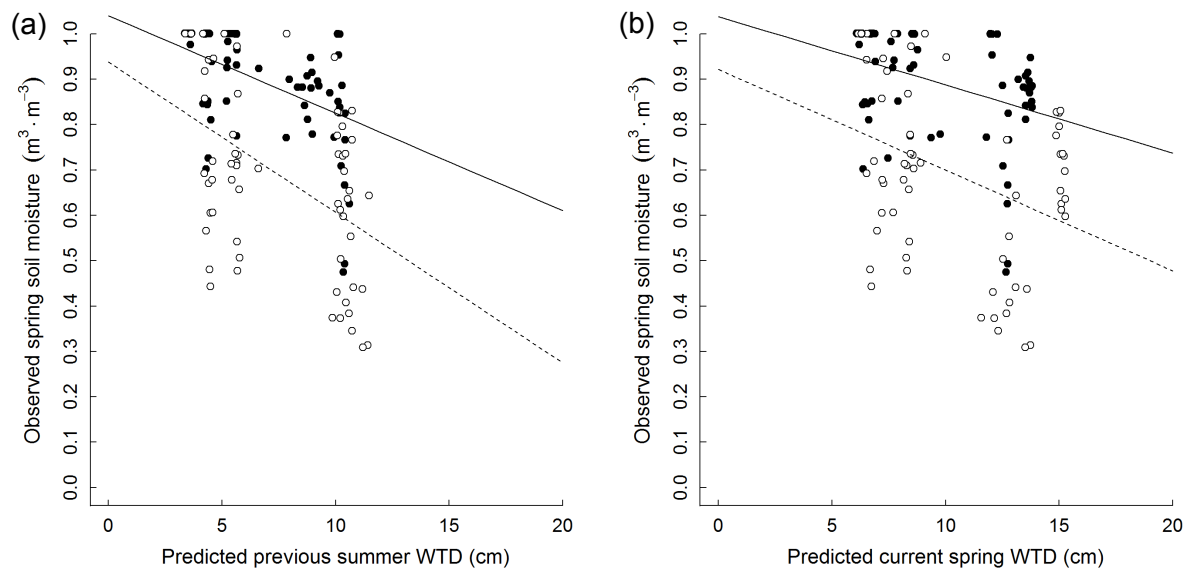 (a)
Observed spring soil moisture (m³ · m⁻³)
1.0
0.9
0.8
0.7
0.6
0.5
0.4
0.3
0.2
0.1
0.0
0 5 10 15 20
Predicted previous summer WTD (cm)
(b)
Observed spring soil moisture (m³ · m⁻³)
1.0
0.9
0.8
0.7
0.6
0.5
0.4
0.3
0.2
0.1
0.0
0 5 10 15 20
Predicted current spring WTD (cm)